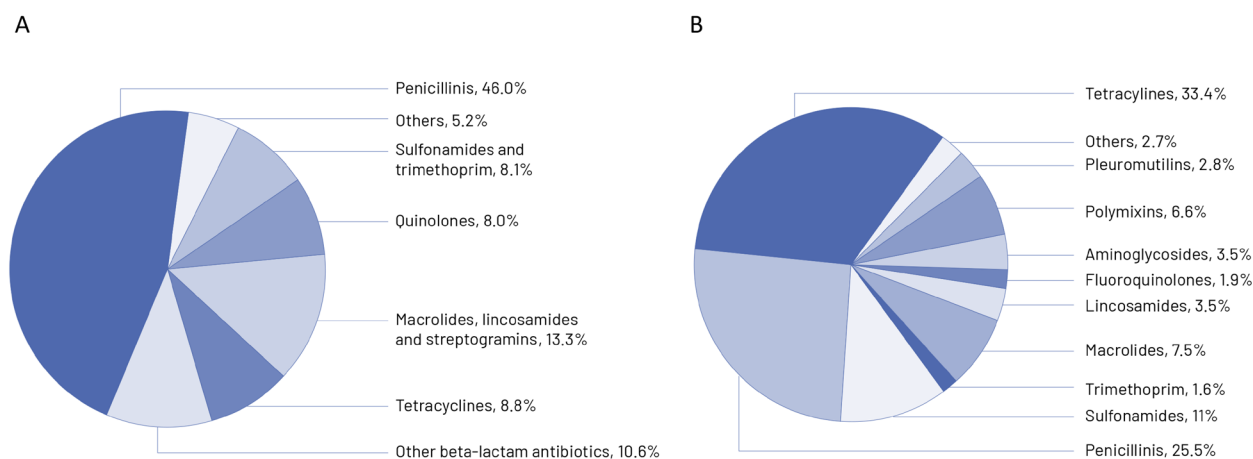 A
Penicillinis, 46.0%
Others, 5.2%
Sulfonamides and
trimethoprim, 8.1%
Quinolones, 8.0%
Macrolides, lincosamides
and streptogramins, 13.3%
Tetracyclines, 8.8%
Other beta-lactam antibiotics, 10.6%
B
Tetracylines, 33.4%
Others, 2.7%
Pleuromutilins, 2.8%
Polymixins, 6.6%
Aminoglycosides, 3.5%
Fluoroquinolones, 1.9%
Lincosamides, 3.5%
Macrolides, 7.5%
Trimethoprim, 1.6%
Sulfonamides, 11%
Penicillinis, 25.5%